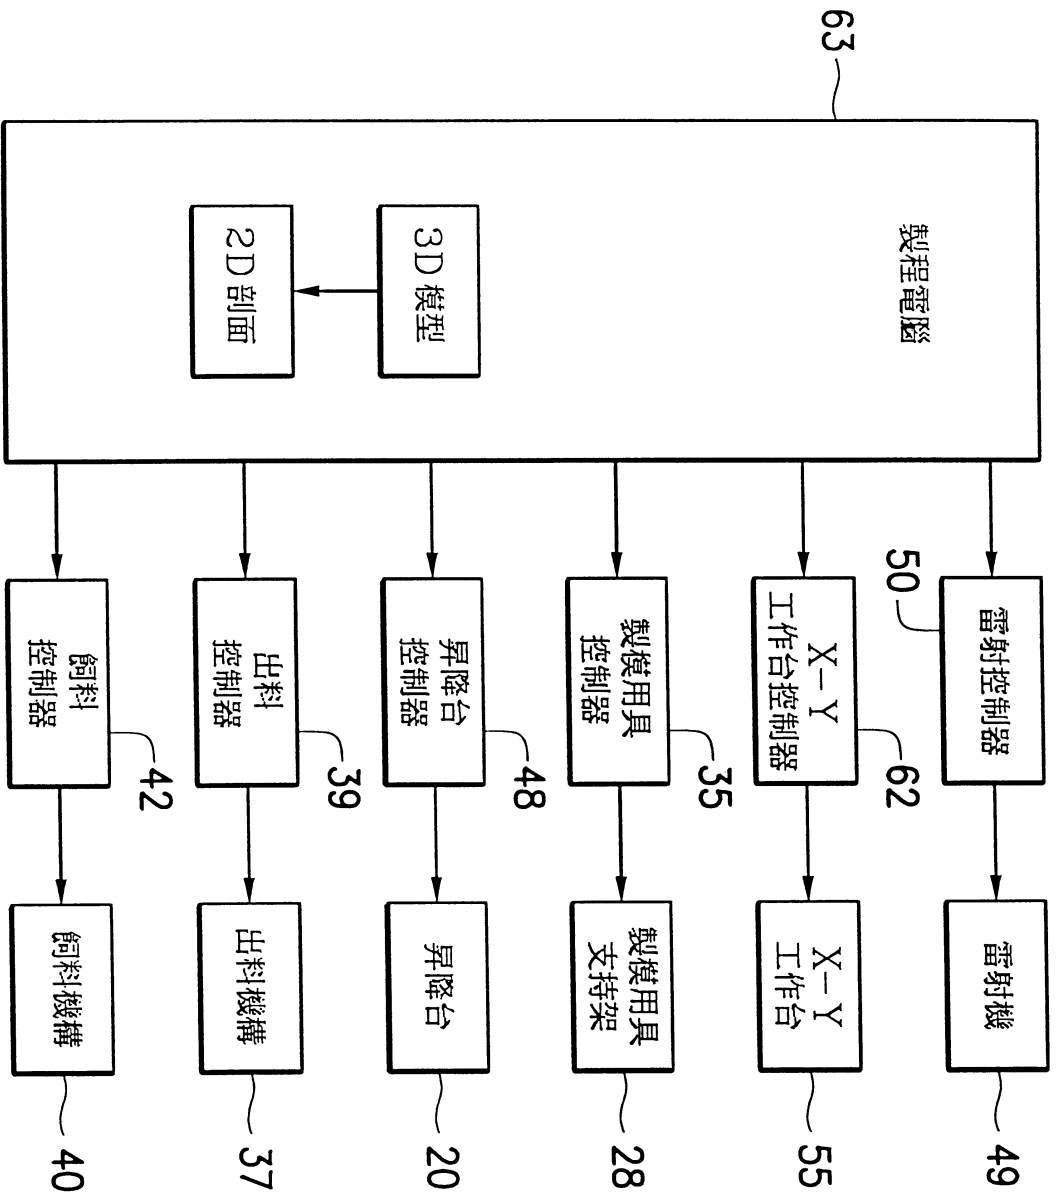 63
製程電腦
3D 模型
2D 剖面
50
雷射控制器
雷射機
49
X-Y
工作台控制器
62
X-Y
工作台
55
製模用具
控制器
35
製模用具
支持架
28
昇降台
控制器
48
昇降台
20
出料
控制器
39
出料機構
37
飼料
控制器
42
飼料機構
40